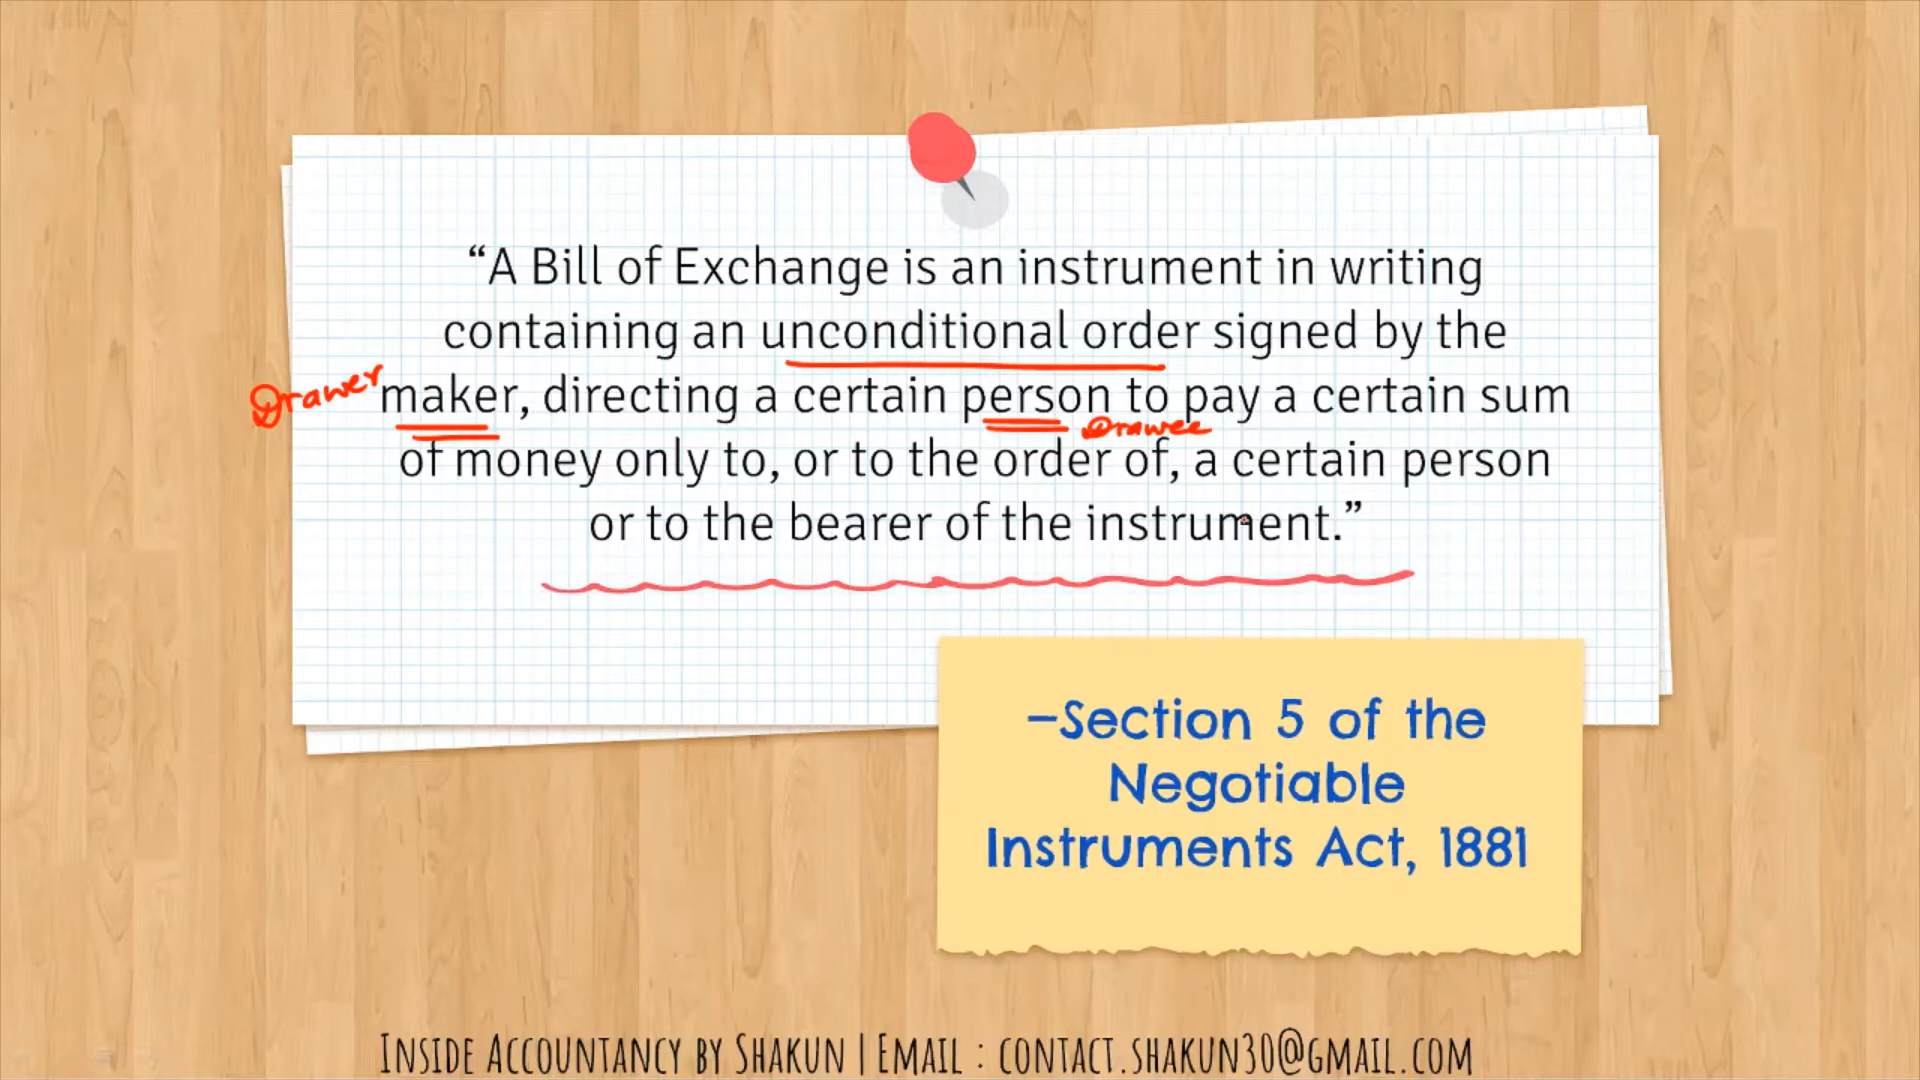 “A Bill of Exchange is an instrument in writing
containing an unconditional order signed by the
Drawer
maker, directing a certain person to pay a certain sum
Drawee
of money only to, or to the order of, a certain person
or to the bearer of the instrument.”
–Section 5 of the
Negotiable
Instruments Act, 1881
Inside Accountancy by Shakun | Email : contact.shakun30@gmail.com